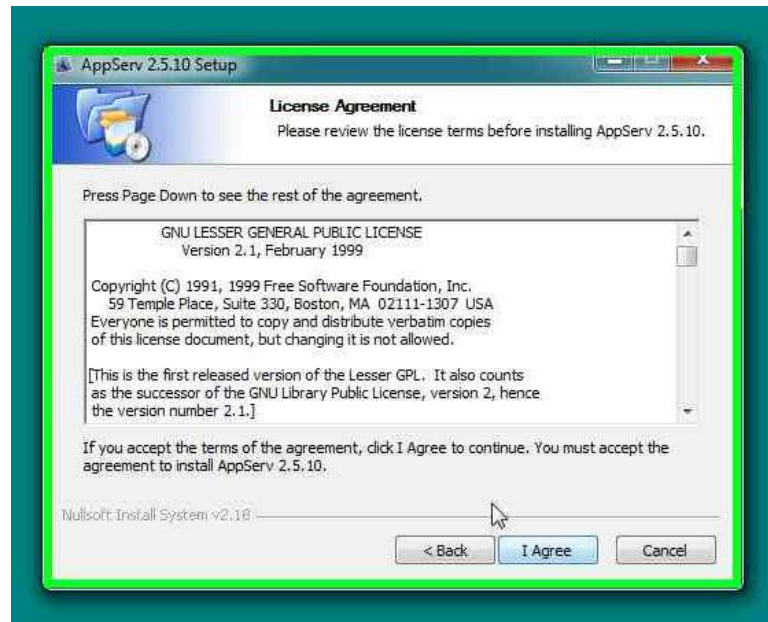 AppServ 2.5.10 Setup
License Agreement
Please review the license terms before installing AppServ 2.5.10.
Press Page Down to see the rest of the agreement.
GNU LESSER GENERAL PUBLIC LICENSE
Version 2.1, February 1999
Copyright (C) 1991, 1999 Free Software Foundation, Inc.
59 Temple Place, Suite 330, Boston, MA 02111-1307 USA
Everyone is permitted to copy and distribute verbatim copies
of this license document, but changing it is not allowed.
[This is the first released version of the Lesser GPL. It also counts
as the successor of the GNU Library Public License, version 2, hence
the version number 2.1.]
If you accept the terms of the agreement, click I Agree to continue. You must accept the
agreement to install AppServ 2.5.10.
Nullsoft Install System v2.18
< Back
I Agree
Cancel